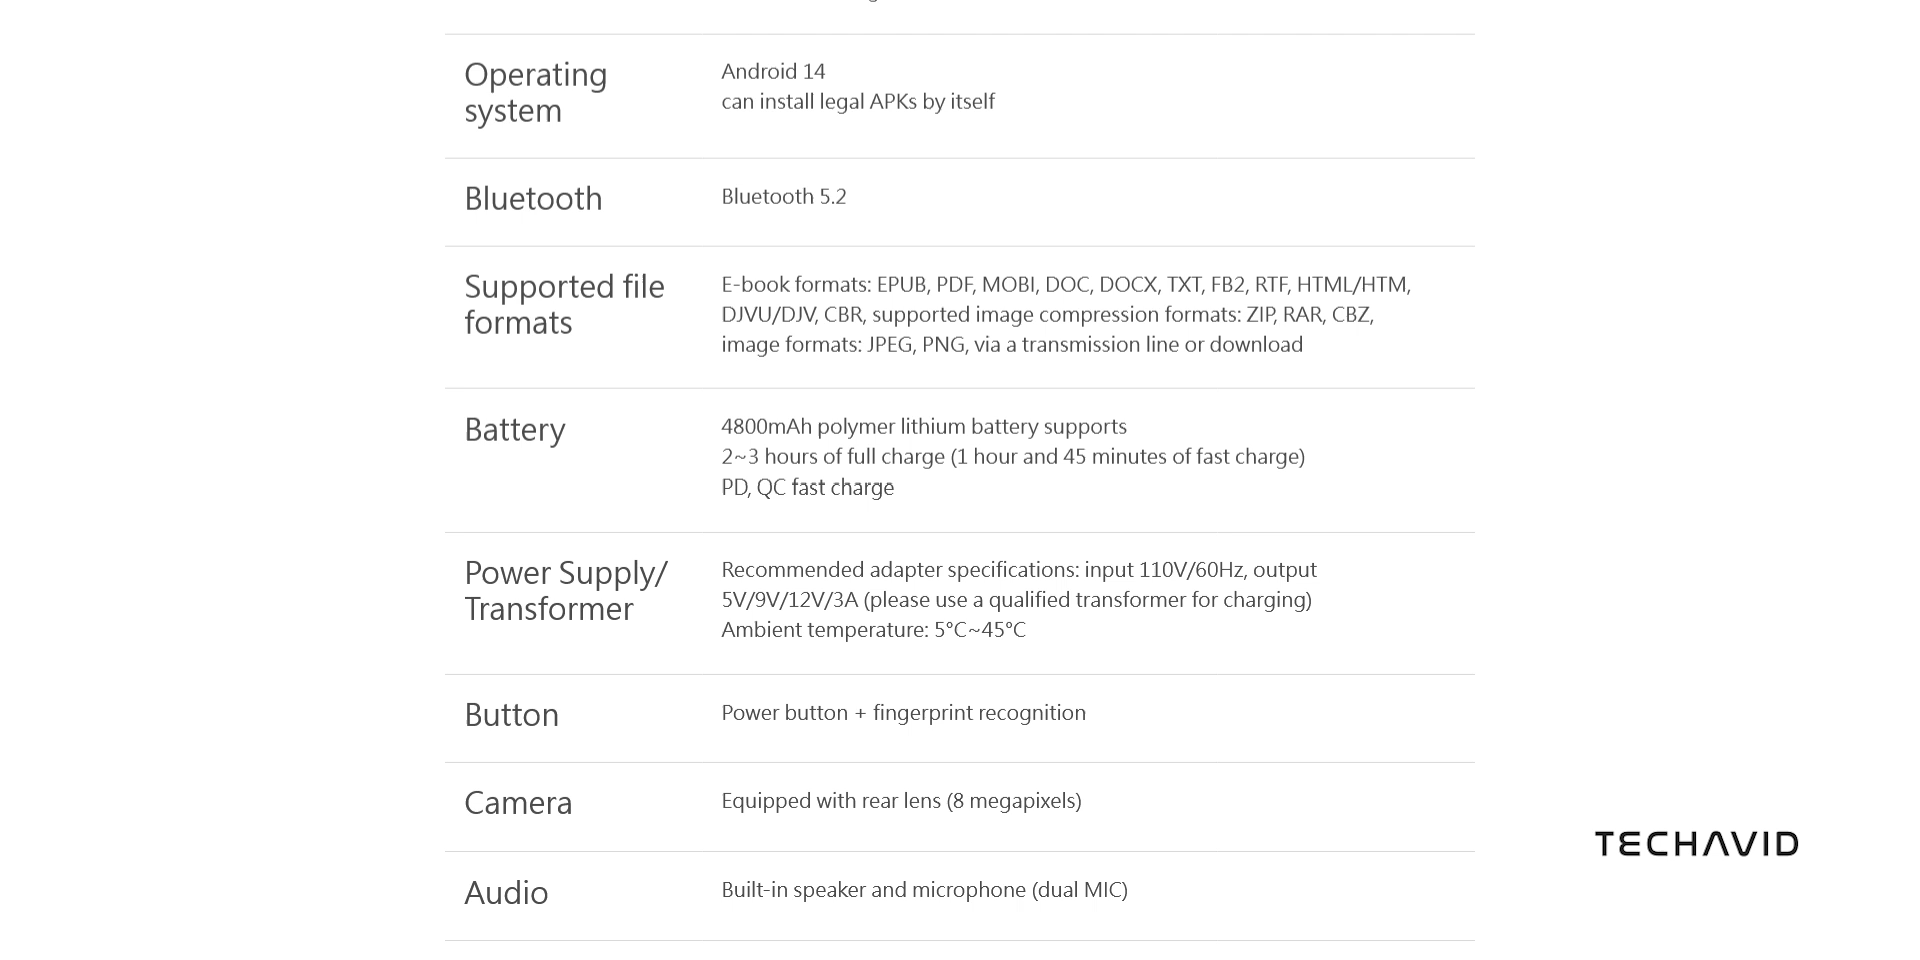 Operating
system
Android 14
can install legal APKs by itself
Bluetooth
Bluetooth 5.2
Supported file
formats
E-book formats: EPUB, PDF, MOBI, DOC, DOCX, TXT, FB2, RTF, HTML/HTM,
DJVU/DJV, CBR, supported image compression formats: ZIP, RAR, CBZ,
image formats: JPEG, PNG, via a transmission line or download
Battery
4800mAh polymer lithium battery supports
2~3 hours of full charge (1 hour and 45 minutes of fast charge)
PD, QC fast charge
Power Supply/
Transformer
Recommended adapter specifications: input 110V/60Hz, output
5V/9V/12V/3A (please use a qualified transformer for charging)
Ambient temperature: 5°C~45°C
Button
Power button + fingerprint recognition
Camera
Equipped with rear lens (8 megapixels)
TECHAVID
Audio
Built-in speaker and microphone (dual MIC)